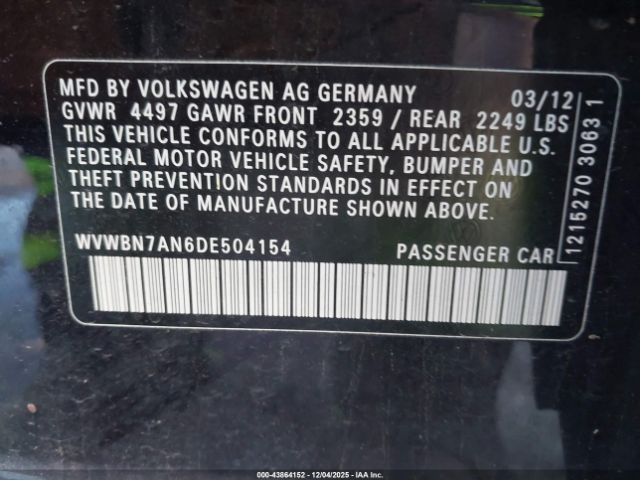 MFD BY VOLKSWAGEN AG GERMANY 03/12
GVWR 4497 GAWR FRONT 2359 / REAR 2249 LBS
THIS VEHICLE CONFORMS TO ALL APPLICABLE U.S.
FEDERAL MOTOR VEHICLE SAFETY, BUMPER AND
THEFT PREVENTION STANDARDS IN EFFECT ON
THE DATE OF MANUFACTURE SHOWN ABOVE.
WVWBN7AN6DE504154 PASSENGER CAR
1215270 3063 1
000-43864152 - 12/04/2025 - IAA Inc.